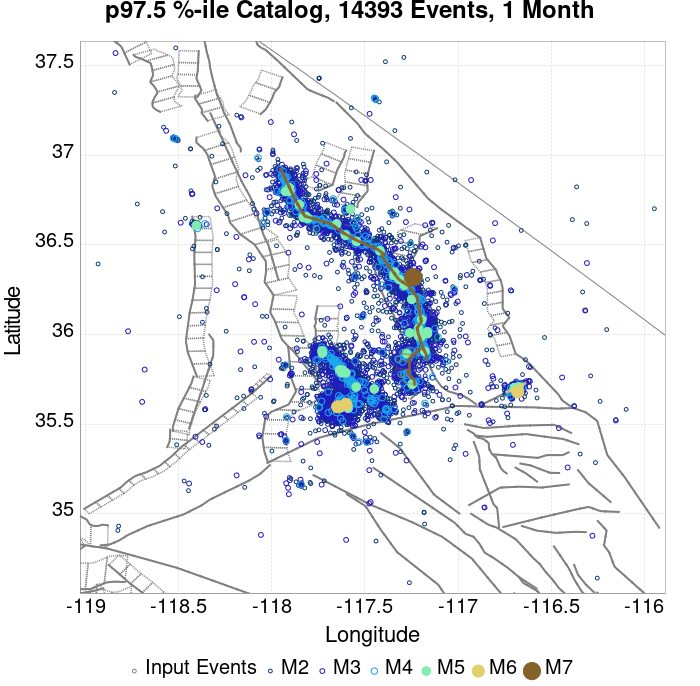 p97.5 %-ile Catalog, 14393 Events, 1 Month
Latitude
37.5
37
36.5
36
35.5
35
-119 -118.5 -118 -117.5 -117 -116.5 -116
Longitude
Input Events M2 M3 M4 M5 M6 M7